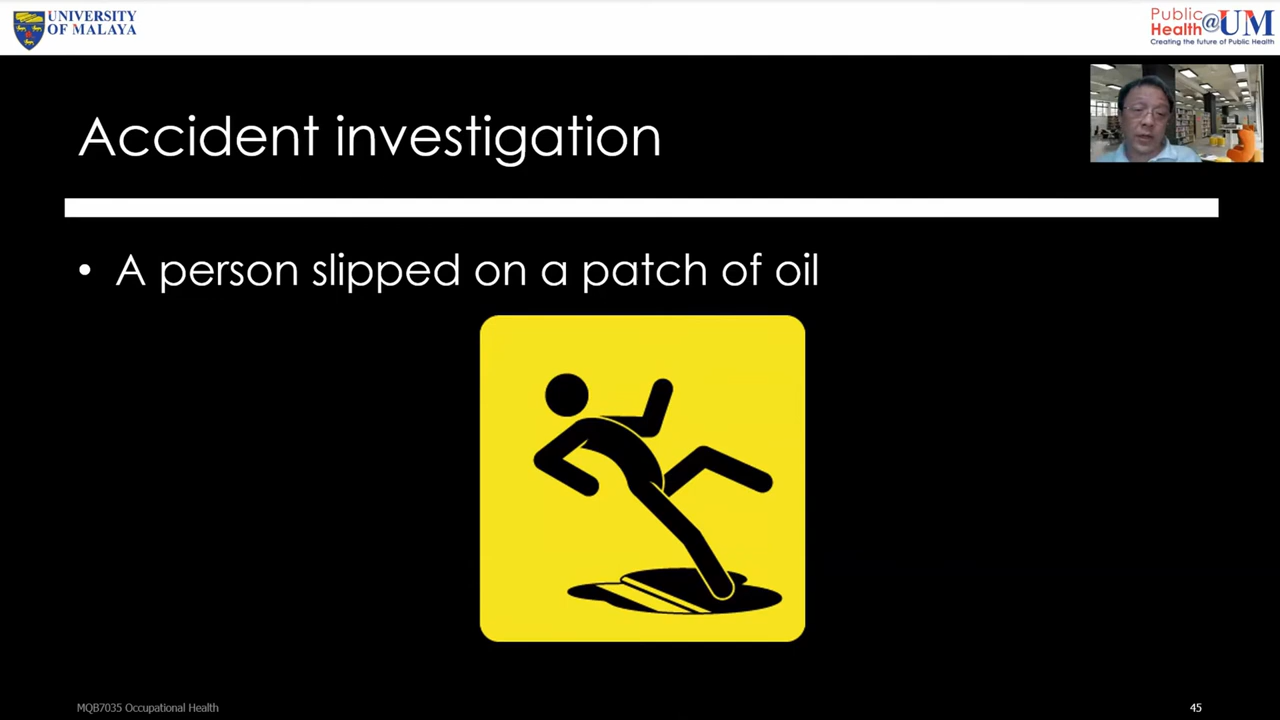 UNIVERSITY
OF MALAYA
Public
Health@UM
Creating the future of Public Health
Accident investigation
• A person slipped on a patch of oil
MQB7035 Occupational Health
45